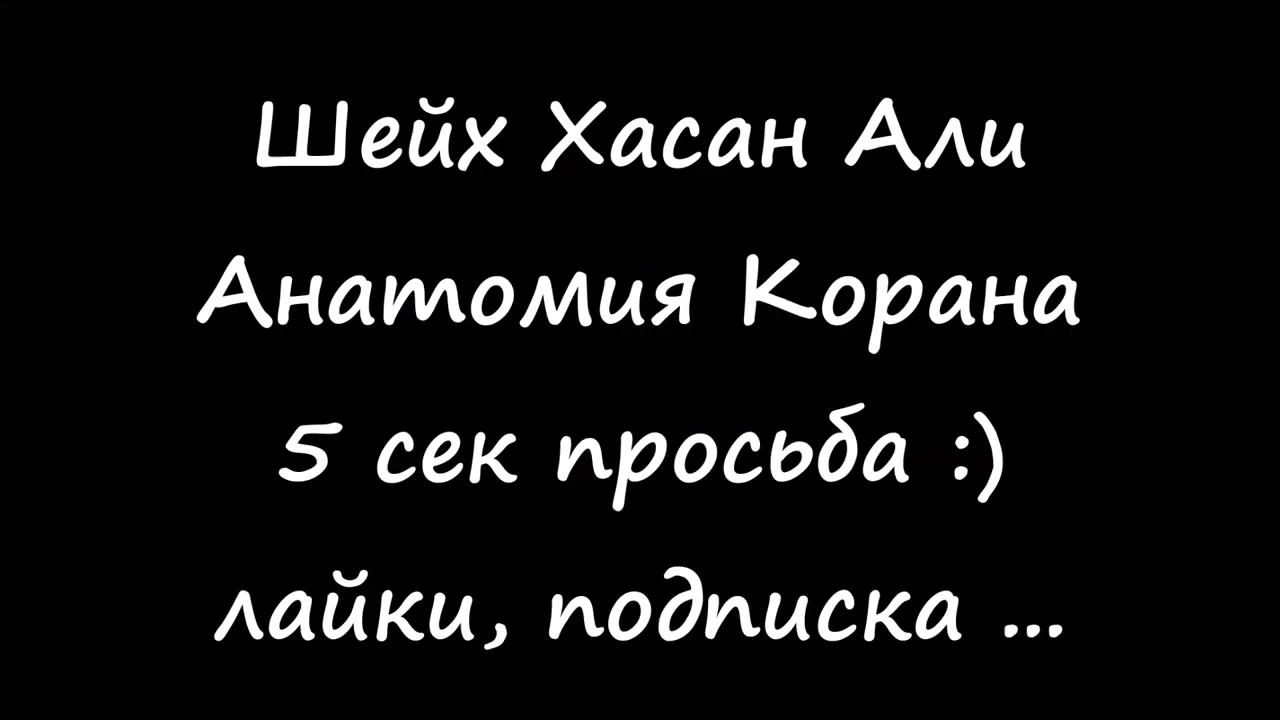 Шейх Хасан Али
Анатомия Корана
5 сек просьба :)
лайки, подписка ...